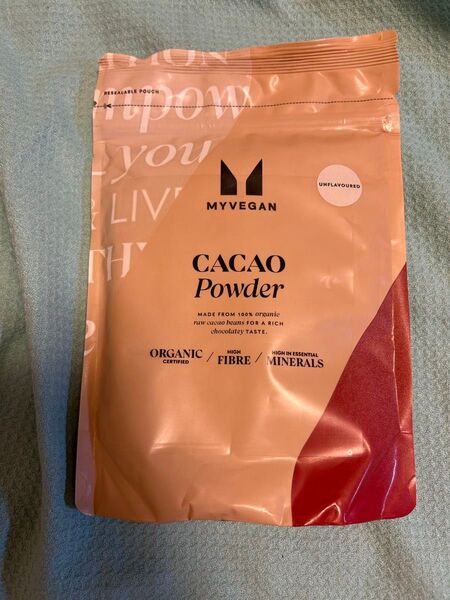 RESEALABLE POUCH
you
& LIVE
MYVEGAN
UNFLAVOURED
CACAO
Powder
MADE FROM 100% organic
raw cacao beans FOR A RICH
chocolatey TASTE.
ORGANIC / HIGH / HIGH IN ESSENTIAL
CERTIFIED FIBRE MINERALS